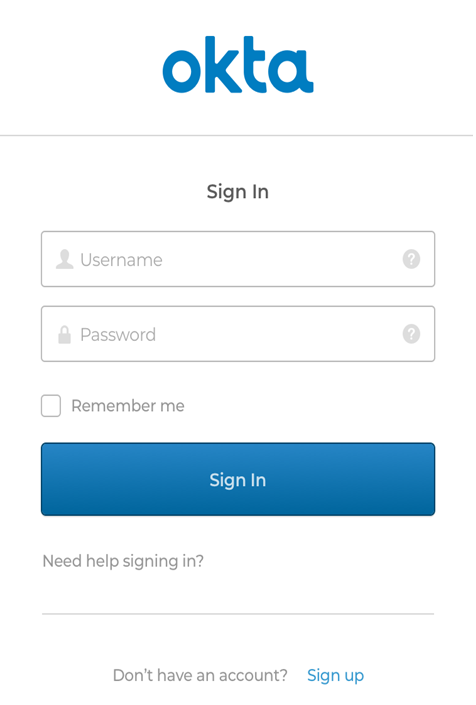 okta
Sign In
Username ?
Password ?
Remember me
Sign In
Need help signing in?
Don't have an account? Sign up